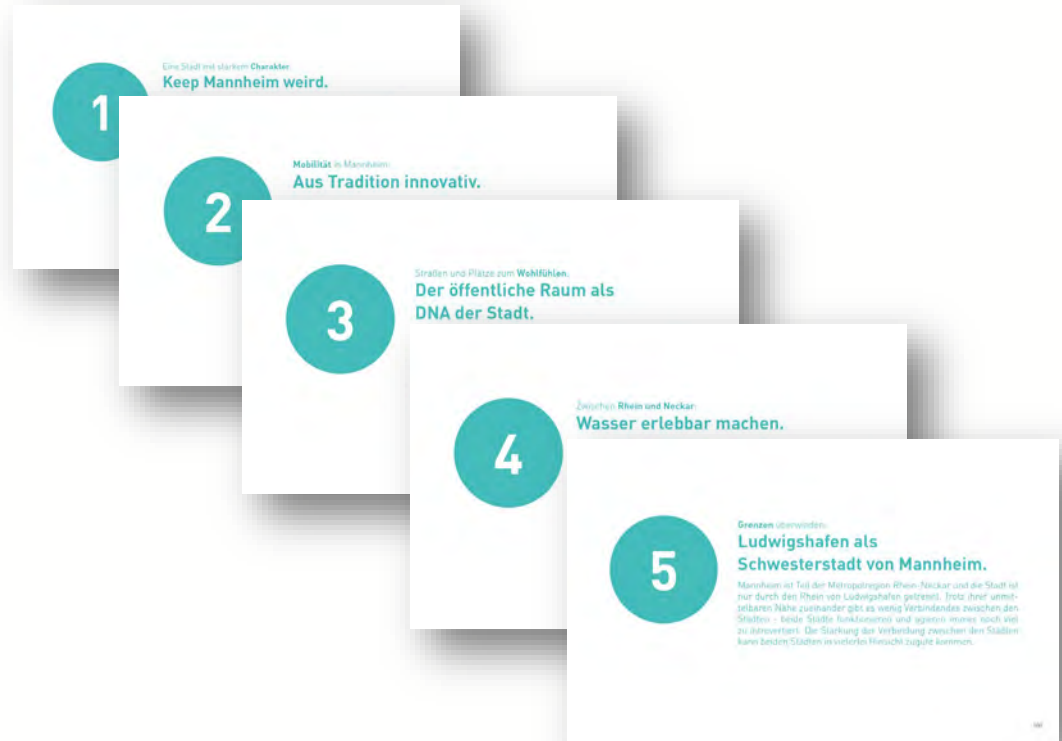 1
Eine Stadt mit starkem Charakter:
Keep Mannheim weird.
2
Mobilität in Mannheim:
Aus Tradition innovativ.
3
Straßen und Plätze zum Wohlfühlen.
Der öffentliche Raum als
DNA der Stadt.
4
Zwischen Rhein und Neckar:
Wasser erlebbar machen.
5
Grenzen überwinden:
Ludwigshafen als
Schwesterstadt von Mannheim.
Mannheim ist Teil der Metropolregion Rhein-Neckar und die Stadt ist
nur durch den Rhein von Ludwigshafen getrennt. Trotz ihrer unmit-
telbaren Nähe zueinander gibt es wenig Verbindendes zwischen den
Städten - beide Städte funktionieren und agieren immer noch viel
zu introvertiert. Die Stärkung der Verbindung zwischen den Städten
kann beiden Städten in vielerlei Hinsicht zugute kommen.